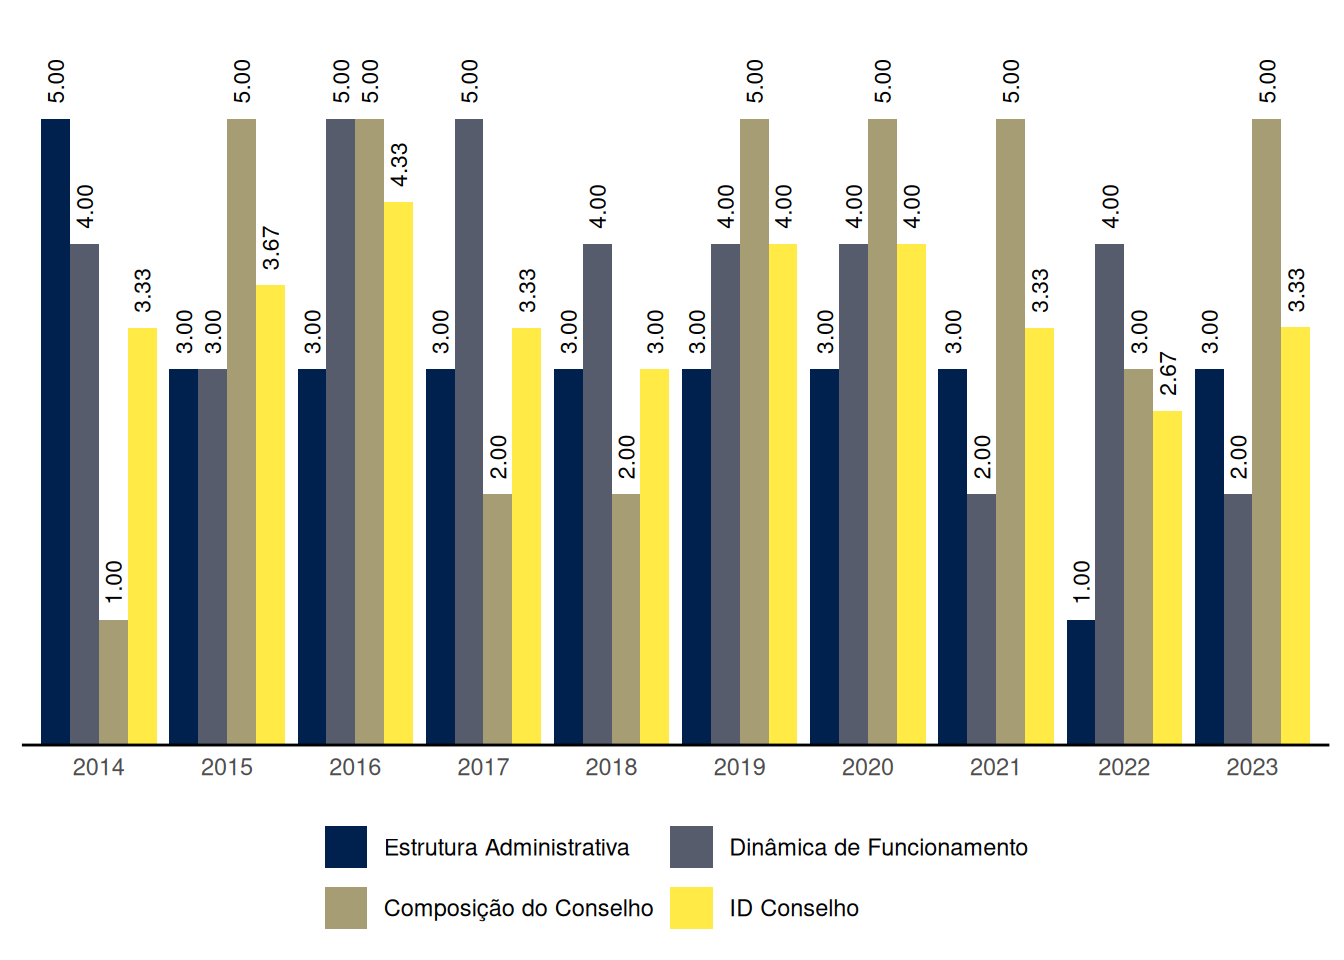 5.00 4.00 1.00 3.33 3.00 3.00 5.00 3.67 3.00 5.00 5.00 4.33 3.00 5.00 2.00 3.33 3.00 4.00 2.00 3.00 3.00 4.00 5.00 4.00 3.00 4.00 5.00 4.00 3.00 2.00 5.00 3.33 1.00 4.00 3.00 2.67 3.00 2.00 5.00 3.33
2014 2015 2016 2017 2018 2019 2020 2021 2022 2023
Estrutura Administrativa Dinâmica de Funcionamento
Composição do Conselho ID Conselho